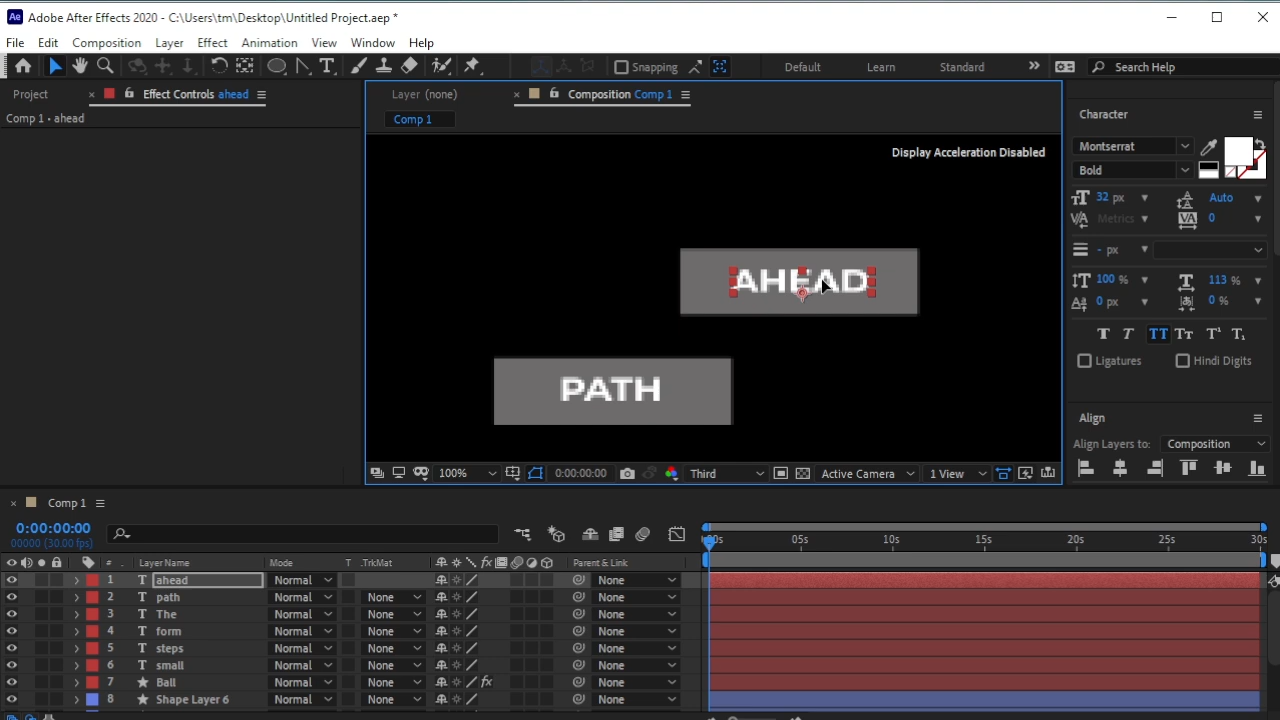 Ae Adobe After Effects 2020 - C:\Users\tm\Desktop\Untitled Project.aep *
File Edit Composition Layer Effect Animation View Window Help
Snapping Default Learn Standard Search Help
Project Effect Controls ahead Layer (none) Composition Comp 1 Character
Comp 1 • ahead Comp 1
Display Acceleration Disabled
Montserrat
Bold
32 px Auto
Metrics 0
- px
100 % 113 %
0 px 0 %
T T TT Tт T¹ T₁
Ligatures Hindi Digits
AHEAD
PATH
Align
Align Layers to: Composition
100% 0:00:00:00 Third Active Camera 1 View
Comp 1
0:00:00:00
00000 (30.00 fps)
00s 05s 10s 15s 20s 25s 30s
# Layer Name Mode T .TrkMat fx Parent & Link
1 T ahead Normal None
2 T path Normal None None
3 T The Normal None None
4 T form Normal None None
5 T steps Normal None None
6 T small Normal None None
7 Ball Normal None fx None
8 Shape Layer 6 Normal None None